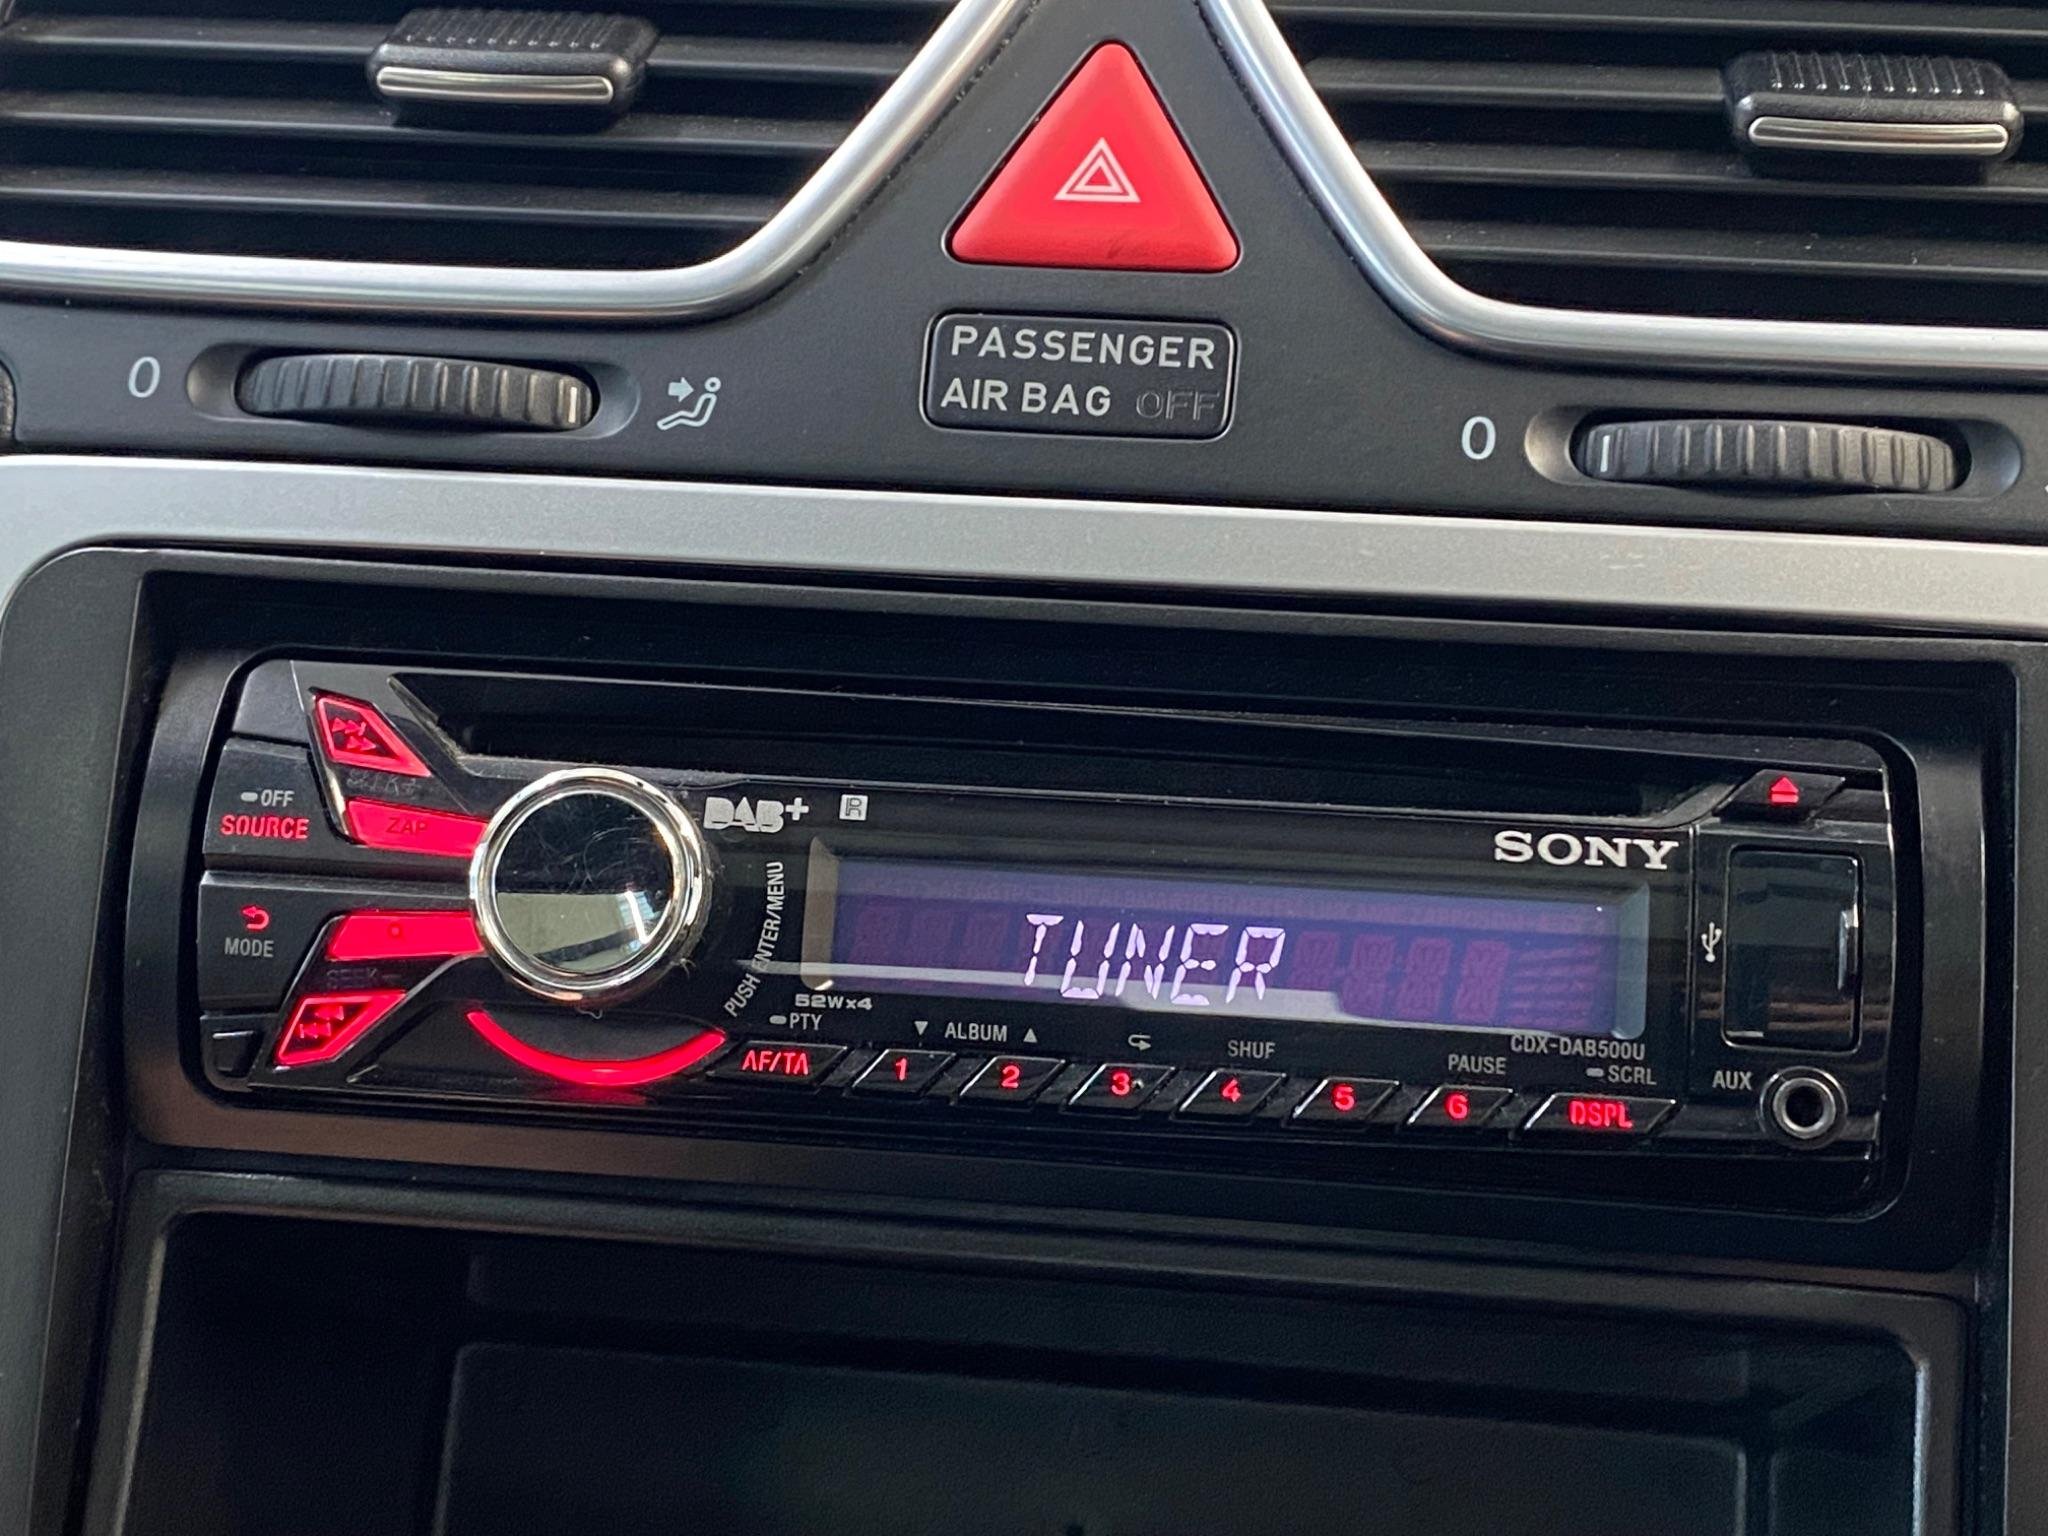 0
PASSENGER
AIR BAG OFF
0
OFF
SOURCE
ZAP
MODE
SEEK
DAB+
R
PUSH ENTER/MENU
SONY
TUNER
52W×4
CDX-DAB500U
PTY
ALBUM
SHUF
PAUSE
SCRL
AF/TA
1
2
3
4
5
6
DSPL
AUX